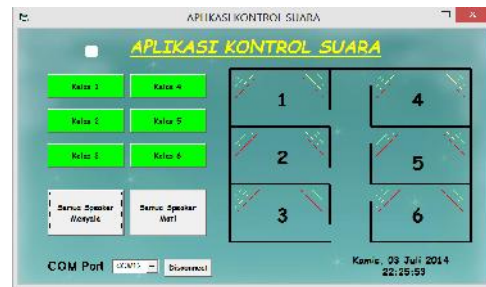 APLIKASI KONTROL SUARA
APLIKASI KONTROL SUARA
Kelas 1
Kelas 4
Kelas 2
Kelas 5
Kelas 3
Kelas 6
Semua Speaker
Menyala
Semua Speaker
Mati
1
4
2
5
3
6
COM Port
Disconnect
Kamis, 03 Juli 2014
22:25:53